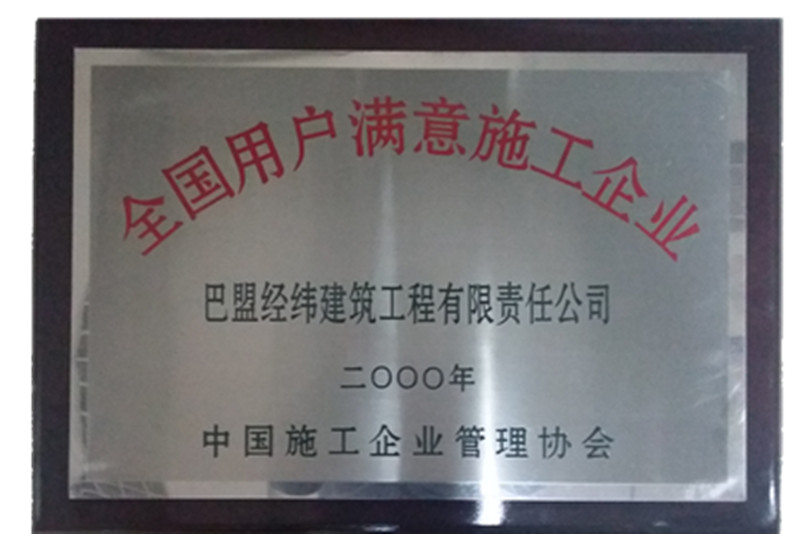 全国用户满意施工企业
巴盟经纬建筑工程有限责任公司
二〇〇〇年
中国施工企业管理协会